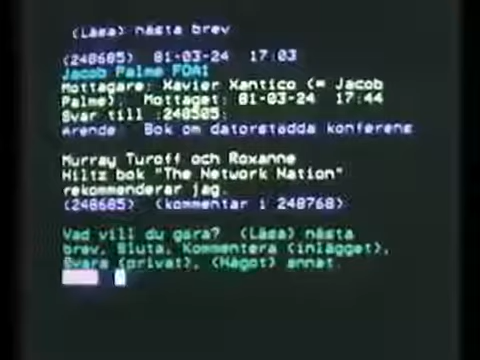 (Läsa) nästa brev
(248685) 81-03-24 17:03
Jacob Palme FOA1
Mottagare: Xavier Xantico (= Jacob
Palme). Mottaget: 81-03-24 17:44
Svar till :248505:
Ärende Bok om datorstödda konferens
Murray Turoff och Roxanne
Hiltz bok "The Network Nation"
rekommenderar jag.
(248685) (kommentar i 248768)
Vad vill du göra? (Läsa) nästa
brev, Sluta, Kommentera (inlägget),
Svara (privat), (Något) annat.